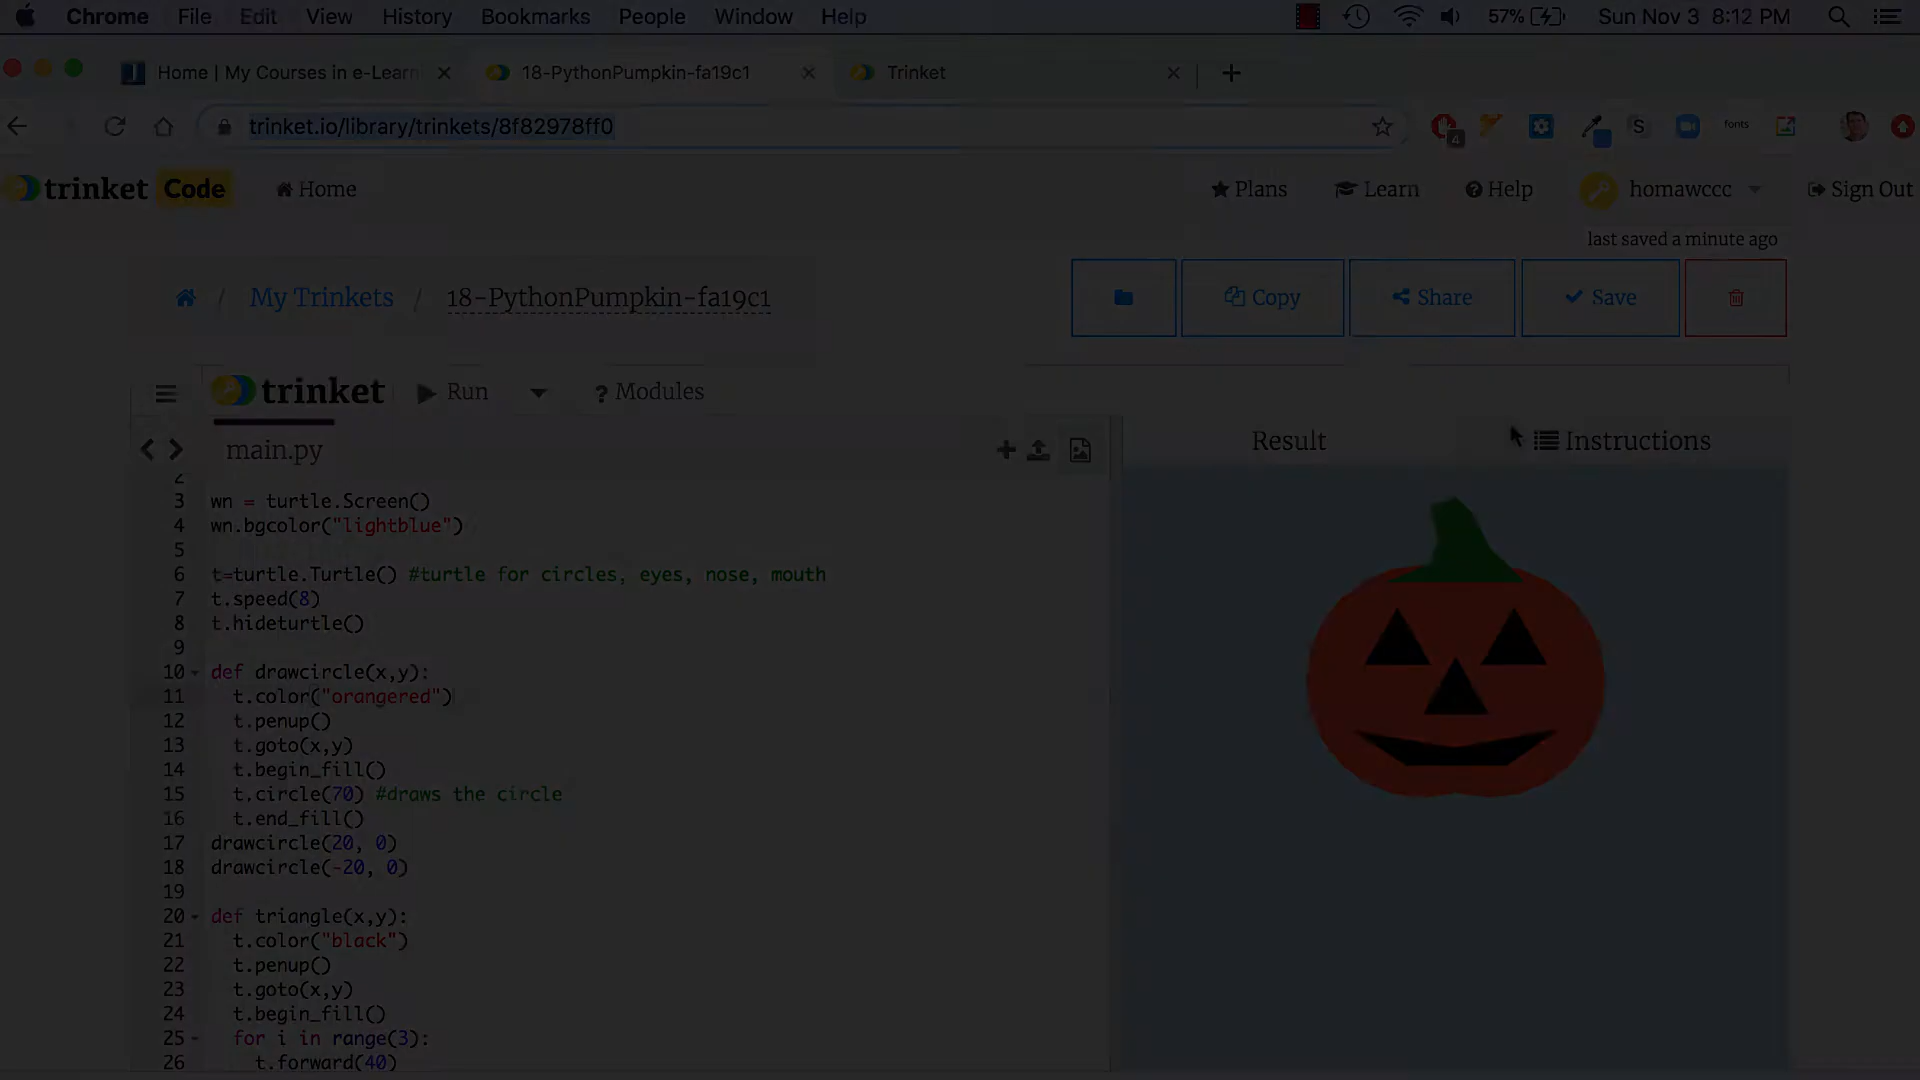 Chrome File Edit View History Bookmarks People Window Help 57% Sun Nov 3 8:12 PM
Home | My Courses in e-Learni 18-PythonPumpkin-fa19c1 Trinket
trinket.io/library/trinkets/8f82978ff0 4 S fonts
trinket Code Home Plans Learn Help homawccc Sign Out
last saved a minute ago
/ My Trinkets / 18-PythonPumpkin-fa19c1 Copy Share Save
trinket Run ? Modules
main.py Result Instructions
2
3 wn = turtle.Screen()
4 wn.bgcolor("lightblue")
5
6 t=turtle.Turtle() #turtle for circles, eyes, nose, mouth
7 t.speed(8)
8 t.hideturtle()
9
10 def drawcircle(x,y):
11 t.color("orangered")
12 t.penup()
13 t.goto(x,y)
14 t.begin_fill()
15 t.circle(70) #draws the circle
16 t.end_fill()
17 drawcircle(20, 0)
18 drawcircle(-20, 0)
19
20 def triangle(x,y):
21 t.color("black")
22 t.penup()
23 t.goto(x,y)
24 t.begin_fill()
25 for i in range(3):
26 t.forward(40)